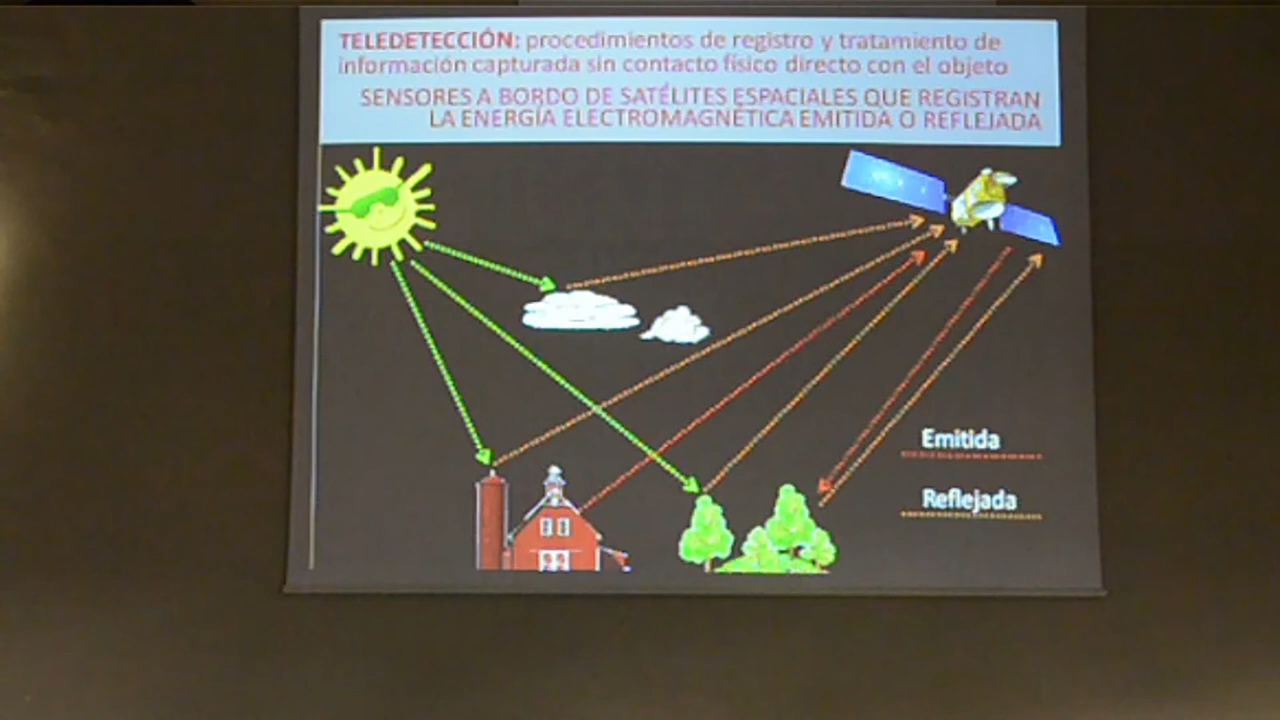 TELEDETECCIÓN: procedimientos de registro y tratamiento de
información capturada sin contacto físico directo con el objeto
SENSORES A BORDO DE SATÉLITES ESPACIALES QUE REGISTRAN
LA ENERGÍA ELECTROMAGNÉTICA EMITIDA O REFLEJADA
Emitida
Reflejada